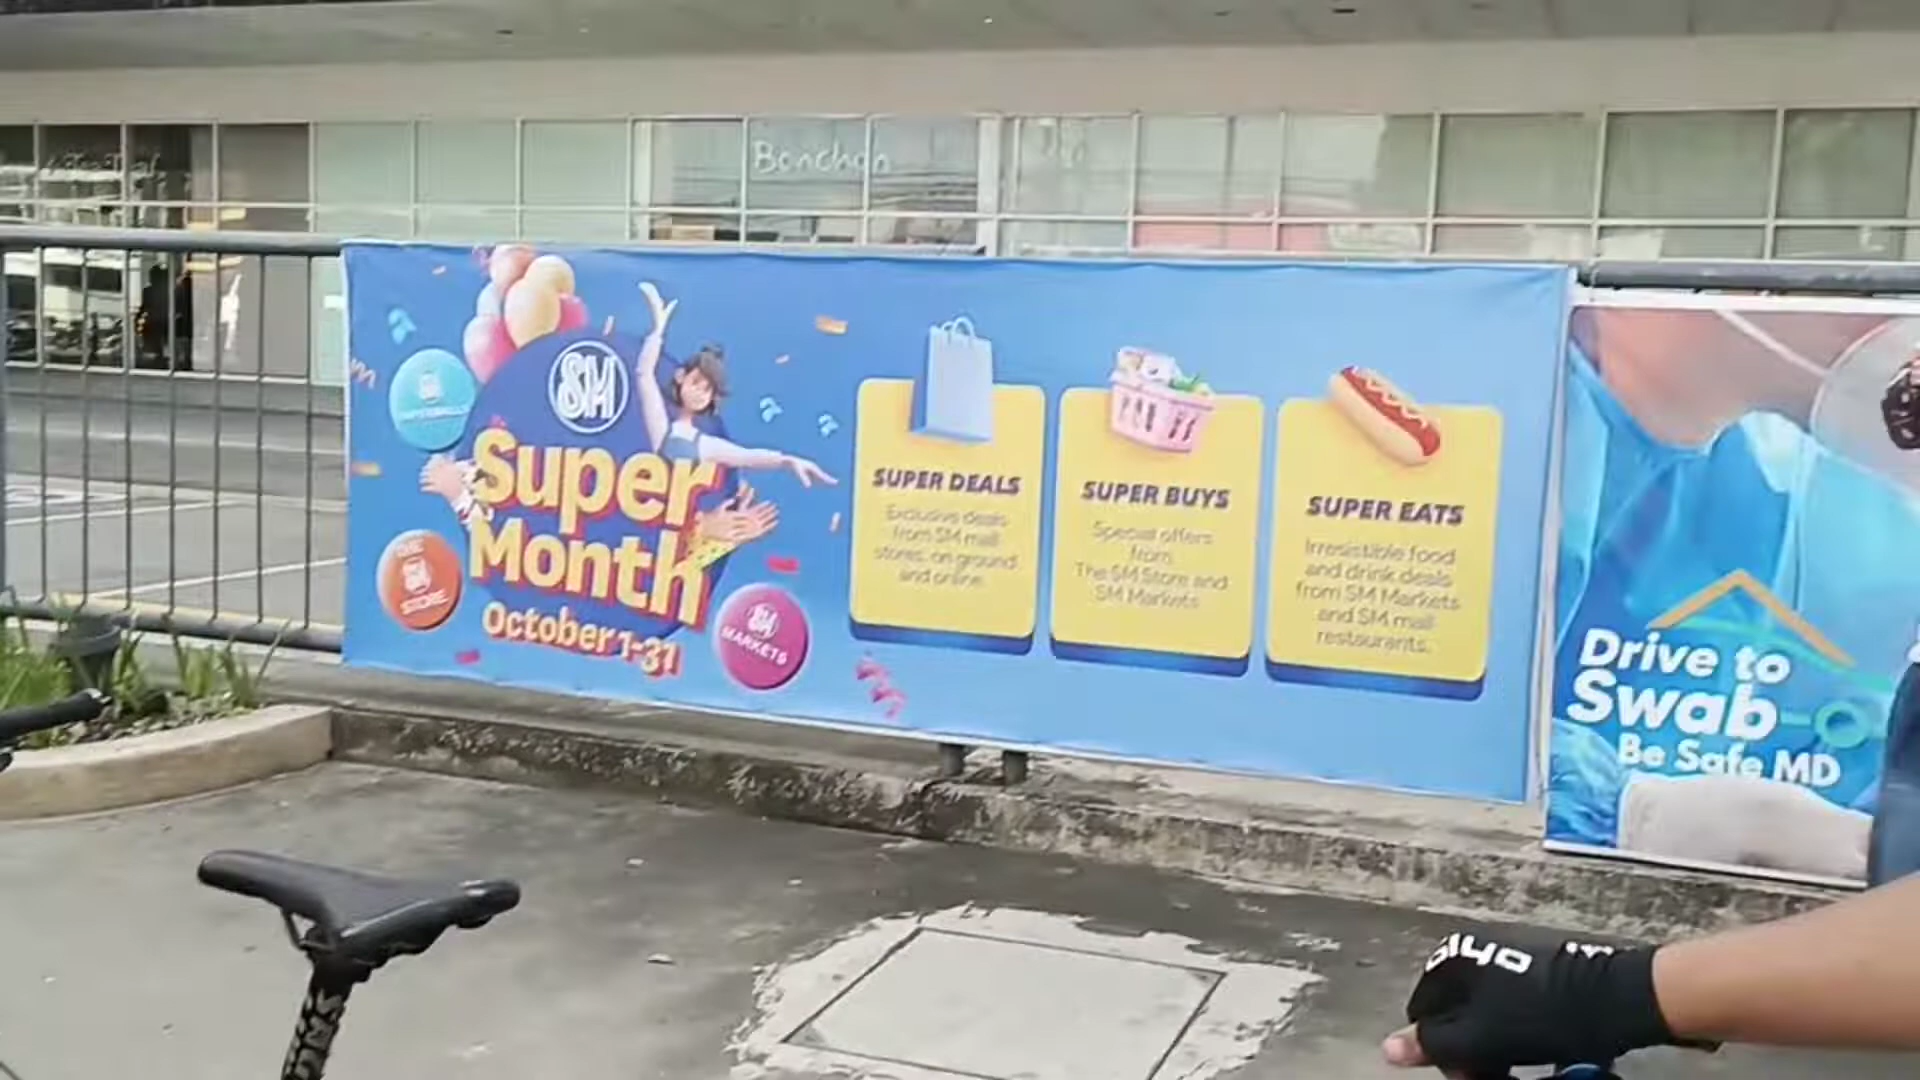 Bonchon
SM
SUPERMALLS
Super
Month
October 1-31
THE
SM
STORE
SM
MARKETS
SUPER DEALS
Exclusive deals
from SM mall
stores, on ground
and online.
SUPER BUYS
Special offers
from
The SM Store and
SM Markets
SUPER EATS
Irresistible food
and drink deals
from SM Markets
and SM mall
restaurants.
Drive to
Swab
Be Safe MD